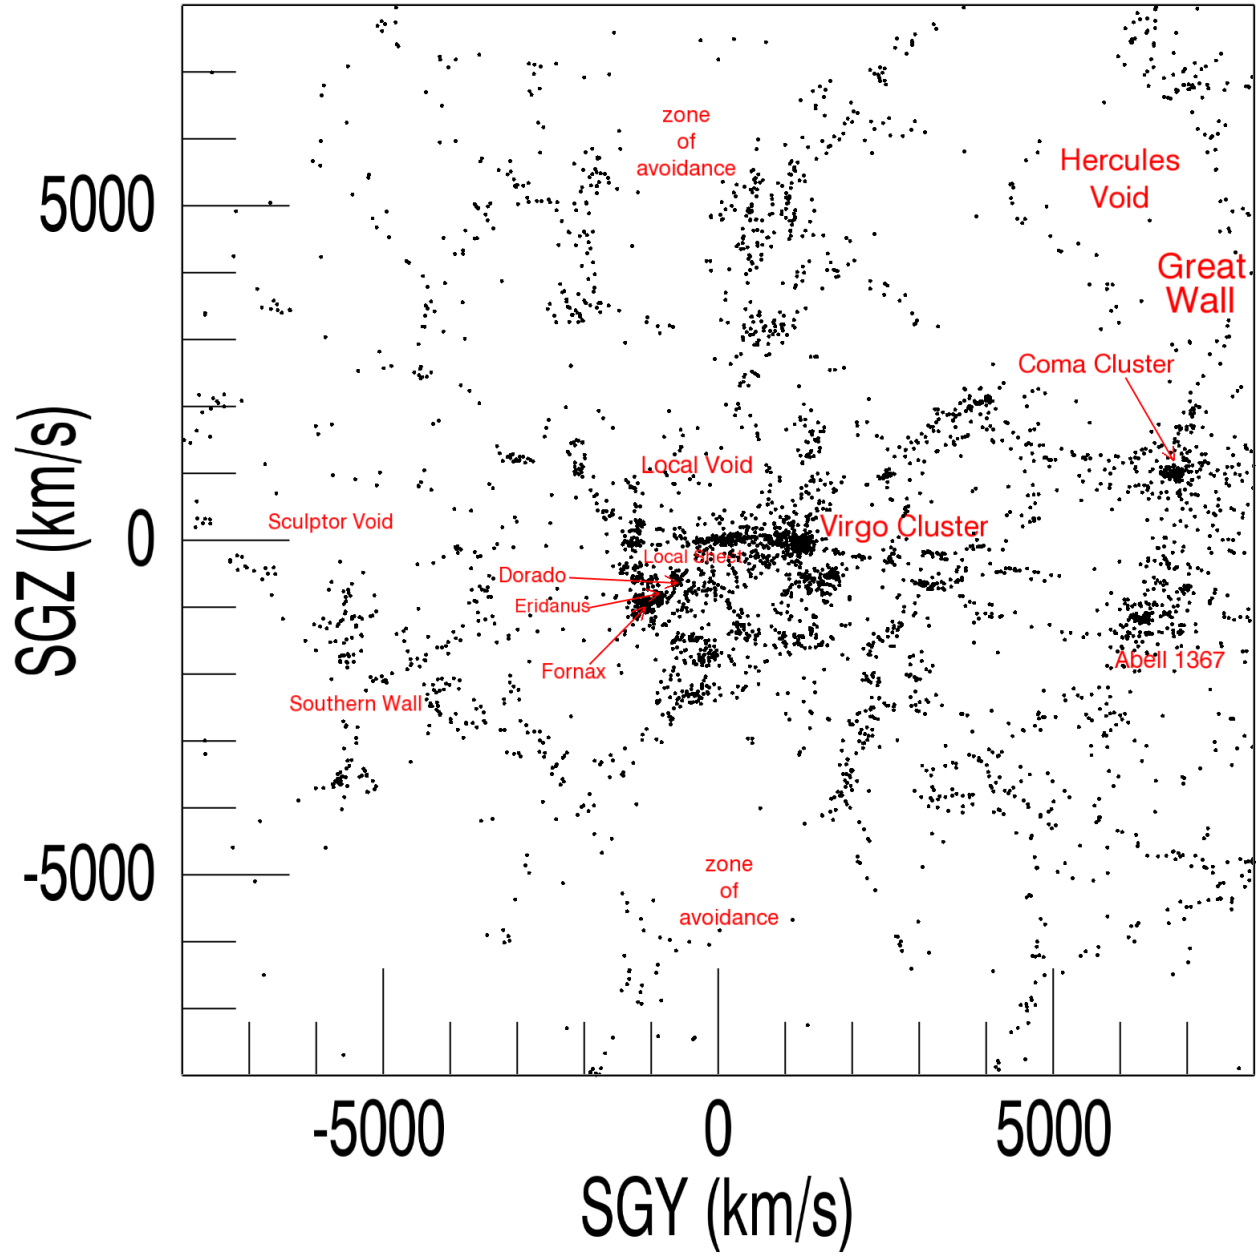 zone
of
avoidance
Hercules
Void
5000
Great
Wall
Coma Cluster
Local Void
Sculptor Void
Virgo Cluster
0
Local Sheet
Dorado
Eridanus
Fornax
Abell 1367
Southern Wall
SGZ (km/s)
-5000
zone
of
avoidance
-5000
0
5000
SGY (km/s)